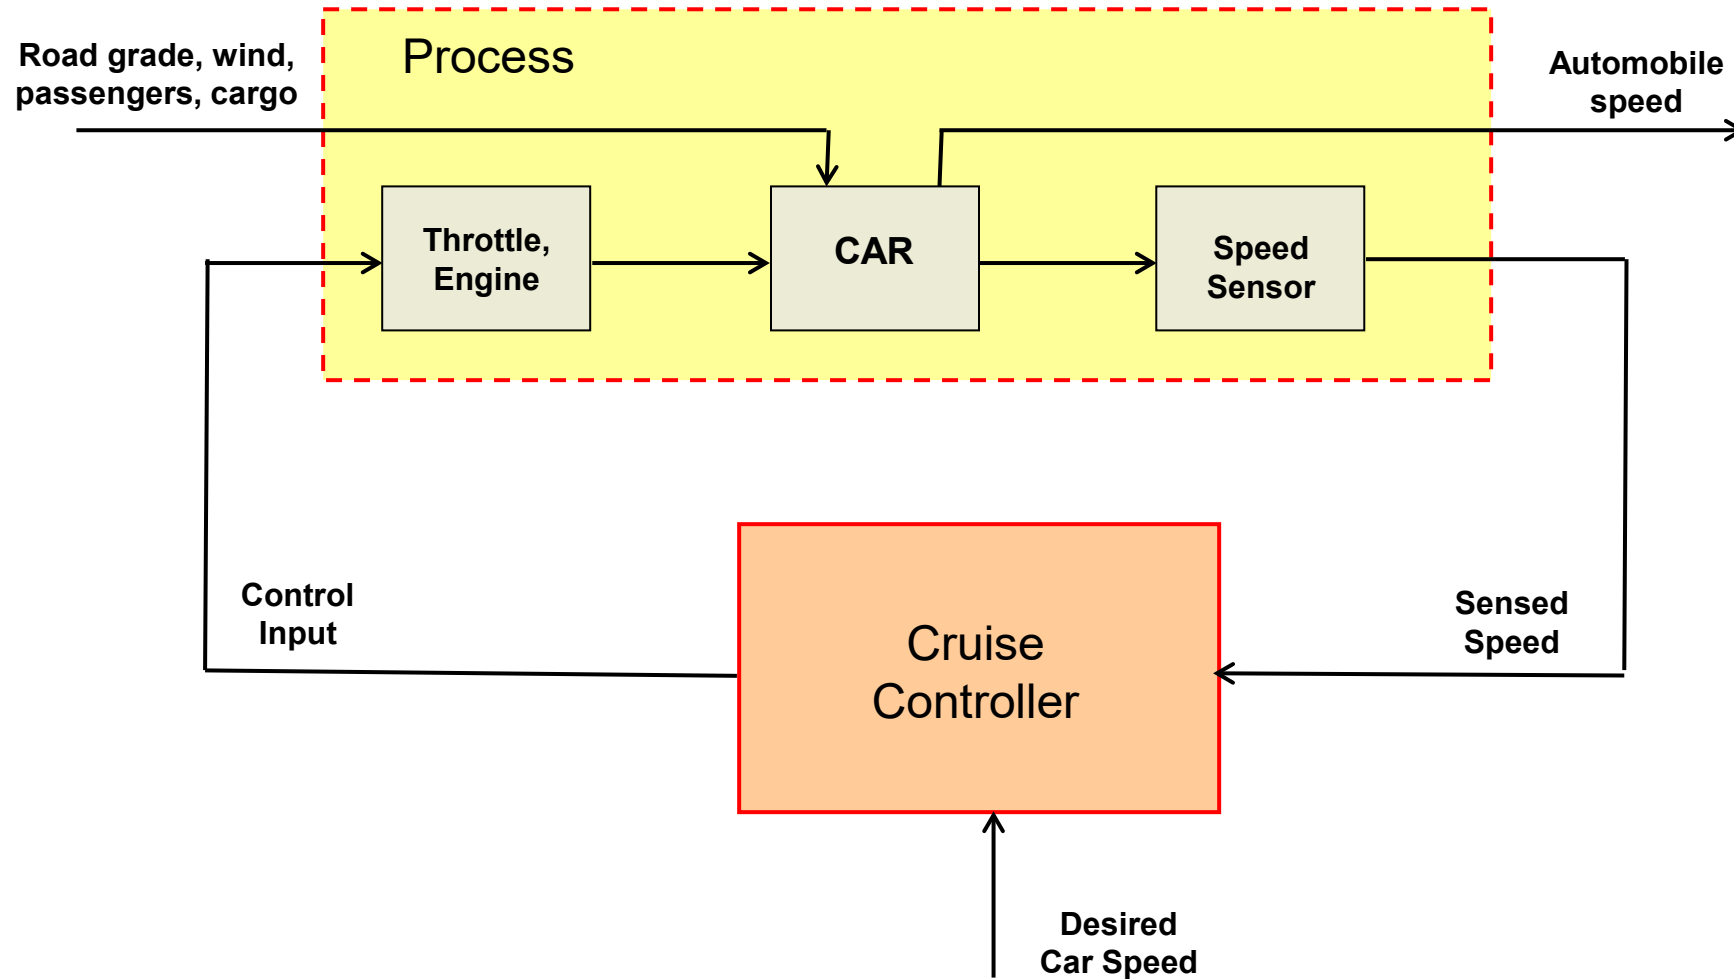 Road grade, wind,
passengers, cargo
Process
Automobile
speed
Throttle,
Engine
CAR
Speed
Sensor
Control
Input
Cruise
Controller
Sensed
Speed
Desired
Car Speed